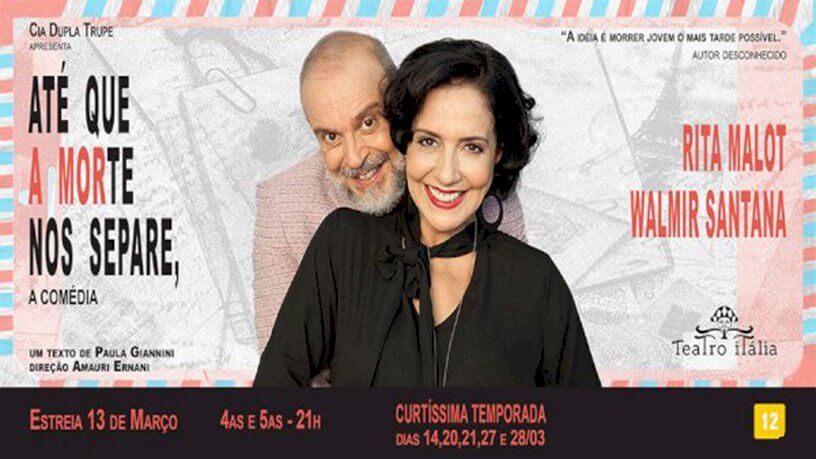 CIA DUPLA TRUPE
APRESENTA
ATÉ QUE
A MORTE
NOS SEPARE,
A COMÉDIA
UM TEXTO DE PAULA GIANNINI
DIREÇÃO AMAURI ERNANI
“A IDÉIA É MORRER JOVEM O MAIS TARDE POSSÍVEL.”
AUTOR DESCONHECIDO
RITA MALOT
WALMIR SANTANA
Teatro itália
ESTREIA 13 DE MARÇO
4AS E 5AS - 21H
CURTÍSSIMA TEMPORADA
DIAS 14,20,21,27 E 28/03
12